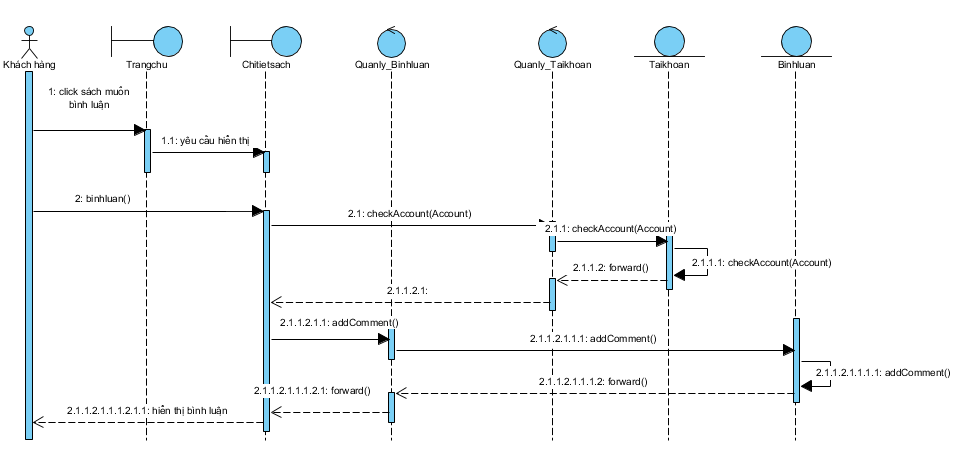 Khách hàng
Trangchu
Chitietsach
Quanly_Binhluan
Quanly_Taikhoan
Taikhoan
Binhluan
1: click sách muốn
bình luận
1.1: yêu cầu hiển thị
2: binhluan()
2.1: checkAccount(Account)
2.1.1: checkAccount(Account)
2.1.1.1: checkAccount(Account)
2.1.1.2: forward()
2.1.1.2.1:
2.1.1.2.1.1: addComment()
2.1.1.2.1.1.1: addComment()
2.1.1.2.1.1.1.1: addComment()
2.1.1.2.1.1.1.2: forward()
2.1.1.2.1.1.1.2.1: forward()
2.1.1.2.1.1.1.2.1.1: hiển thị bình luận